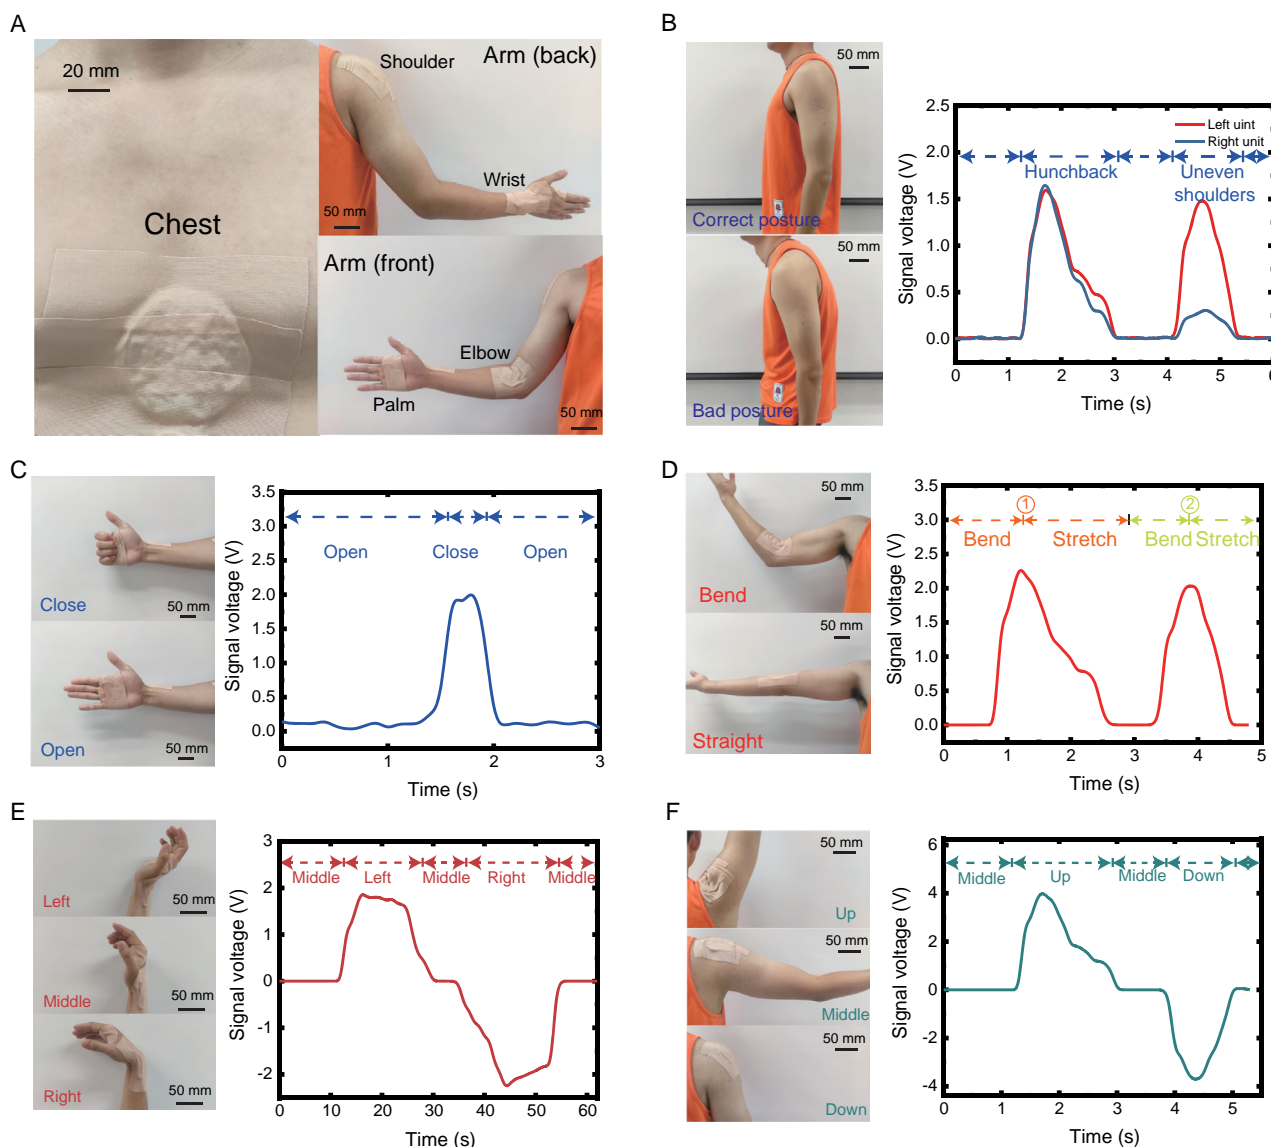 A
20 mm
Chest
Shoulder
Arm (back)
Wrist
50 mm
Arm (front)
Elbow
Palm
50 mm
B
50 mm
Correct posture
50 mm
Bad posture
Signal voltage (V)
2.5
2.0
1.5
1.0
0.5
0.0
Left uint
Right unit
Hunchback
Uneven
shoulders
0 1 2 3 4 5 6
Time (s)
C
Close
50 mm
Open
50 mm
Signal voltage (V)
3.5
3.0
2.5
2.0
1.5
1.0
0.5
0.0
Open Close Open
0 1 2 3
Time (s)
D
50 mm
Bend
50 mm
Straight
Signal voltage (V)
3.5
3.0
2.5
2.0
1.5
1.0
0.5
0.0
1 2
Bend Stretch Bend Stretch
0 1 2 3 4 5
Time (s)
E
Left
50 mm
Middle
50 mm
Right
50 mm
Signal voltage (V)
3
2
1
0
-1
-2
Middle Left Middle Right Middle
0 10 20 30 40 50 60
Time (s)
F
50 mm
Up
50 mm
Middle
50 mm
Down
Signal voltage (V)
6
4
2
0
-2
-4
Middle Up Middle Down
0 1 2 3 4 5
Time (s)